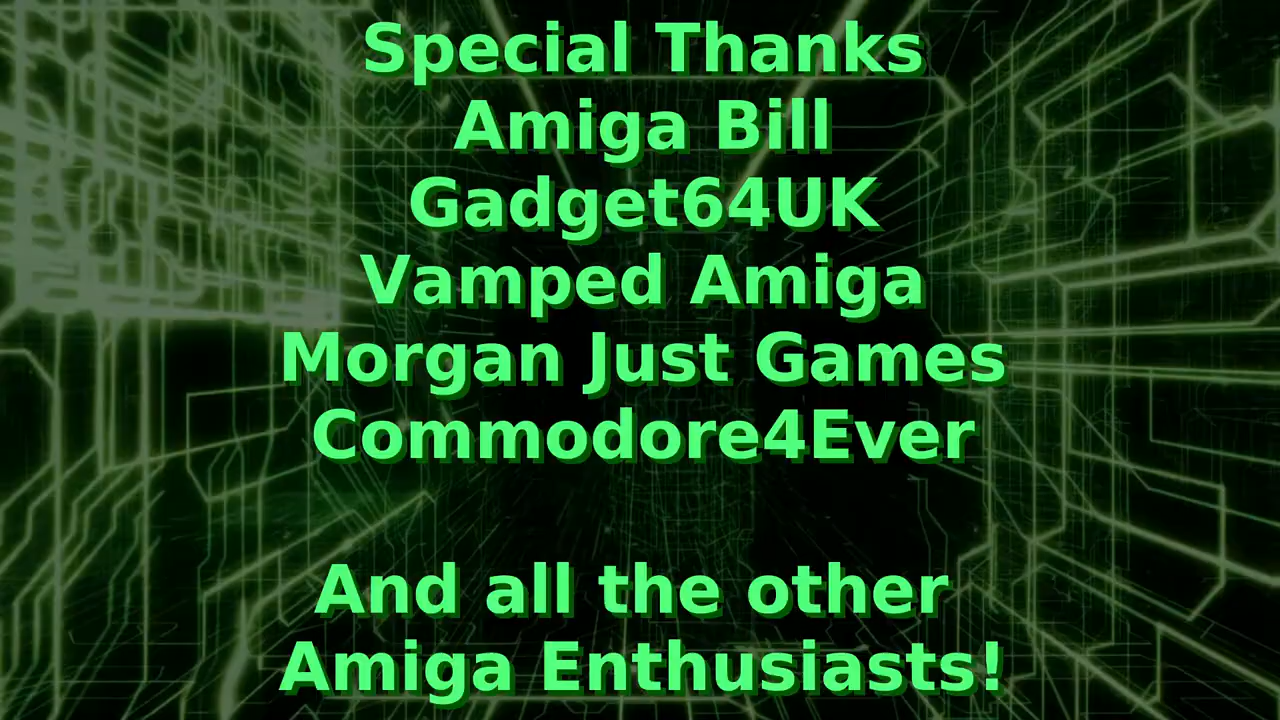 Special Thanks
Amiga Bill
Gadget64UK
Vamped Amiga
Morgan Just Games
Commodore4Ever
And all the other
Amiga Enthusiasts!